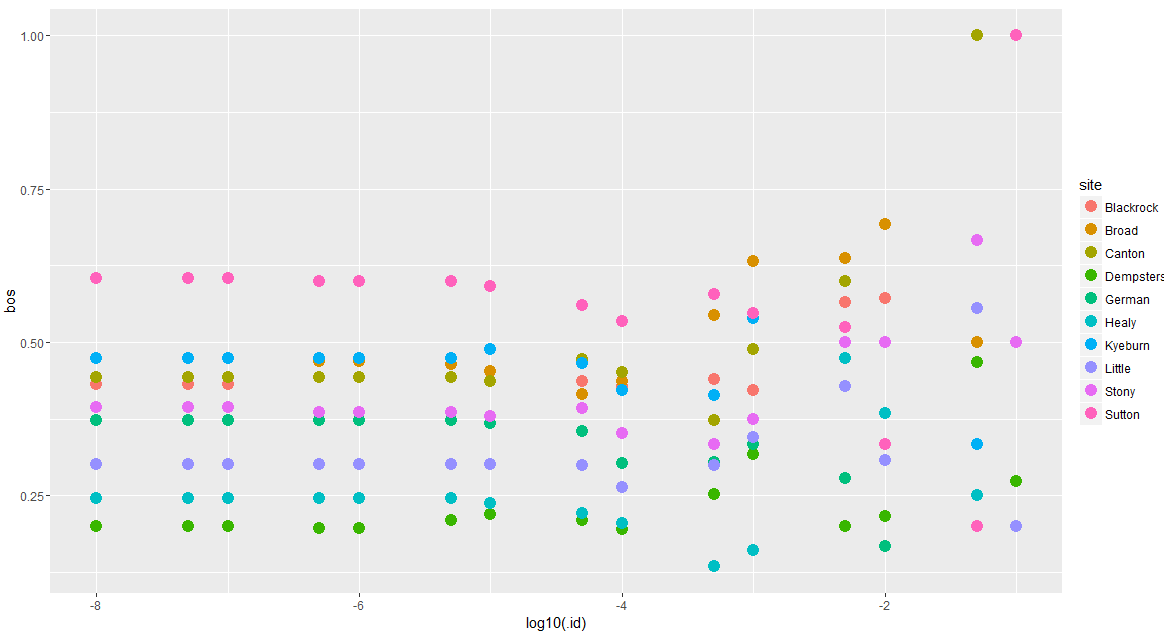 1.00
0.75
0.50
0.25
bos
-8
-6
-4
-2
log10(.id)
site
Blackrock
Broad
Canton
Dempsters
German
Healy
Kyeburn
Little
Stony
Sutton